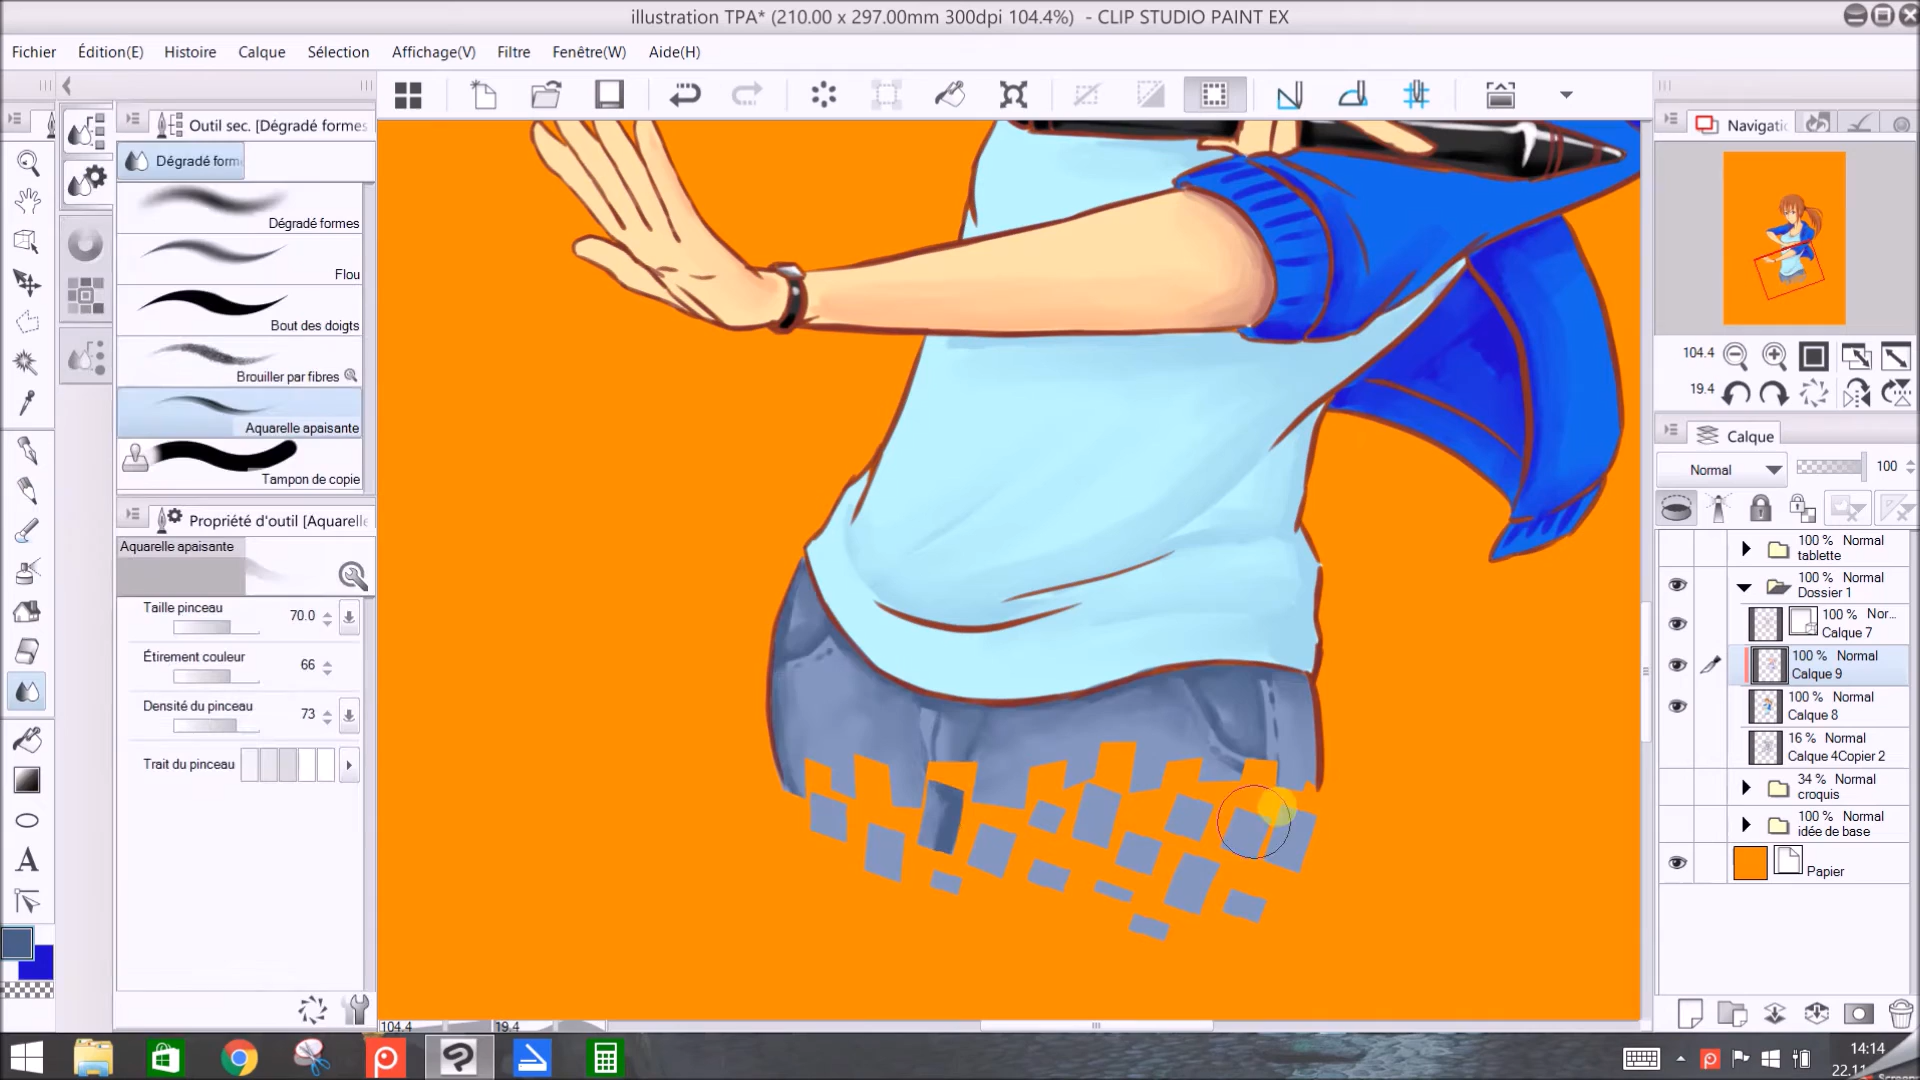 illustration TPA* (210.00 x 297.00mm 300dpi 104.4%) - CLIP STUDIO PAINT EX
Fichier Édition(E) Histoire Calque Sélection Affichage(V) Filtre Fenêtre(W) Aide(H)
Outil sec. [Dégradé formes
Dégradé form
Dégradé formes
Flou
Bout des doigts
Brouiller par fibres
Aquarelle apaisante
Tampon de copie
Propriété d'outil [Aquarelle
Aquarelle apaisante
Taille pinceau 70.0
Étirement couleur 66
Densité du pinceau 73
Trait du pinceau
104.4 19.4
Navigatio
104.4
19.4
Calque
Normal 100
100 % Normal
tablette
100 % Normal
Dossier 1
100 % Nor...
Calque 7
100 % Normal
Calque 9
100 % Normal
Calque 8
16 % Normal
Calque 4Copier 2
34 % Normal
croquis
100 % Normal
idée de base
Papier
A
14:14
22.11